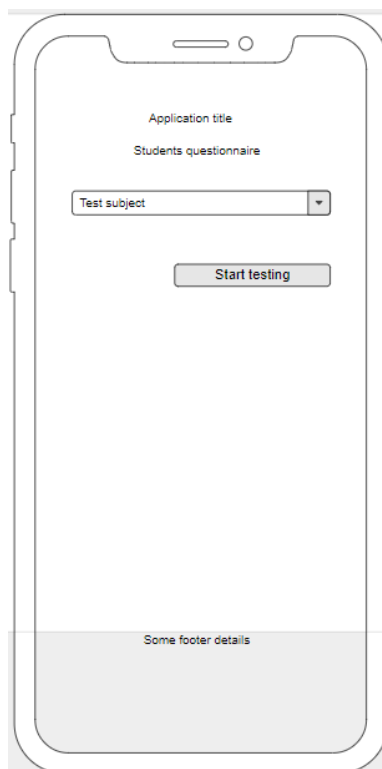 Application title
Students questionnaire
Test subject
Start testing
Some footer details